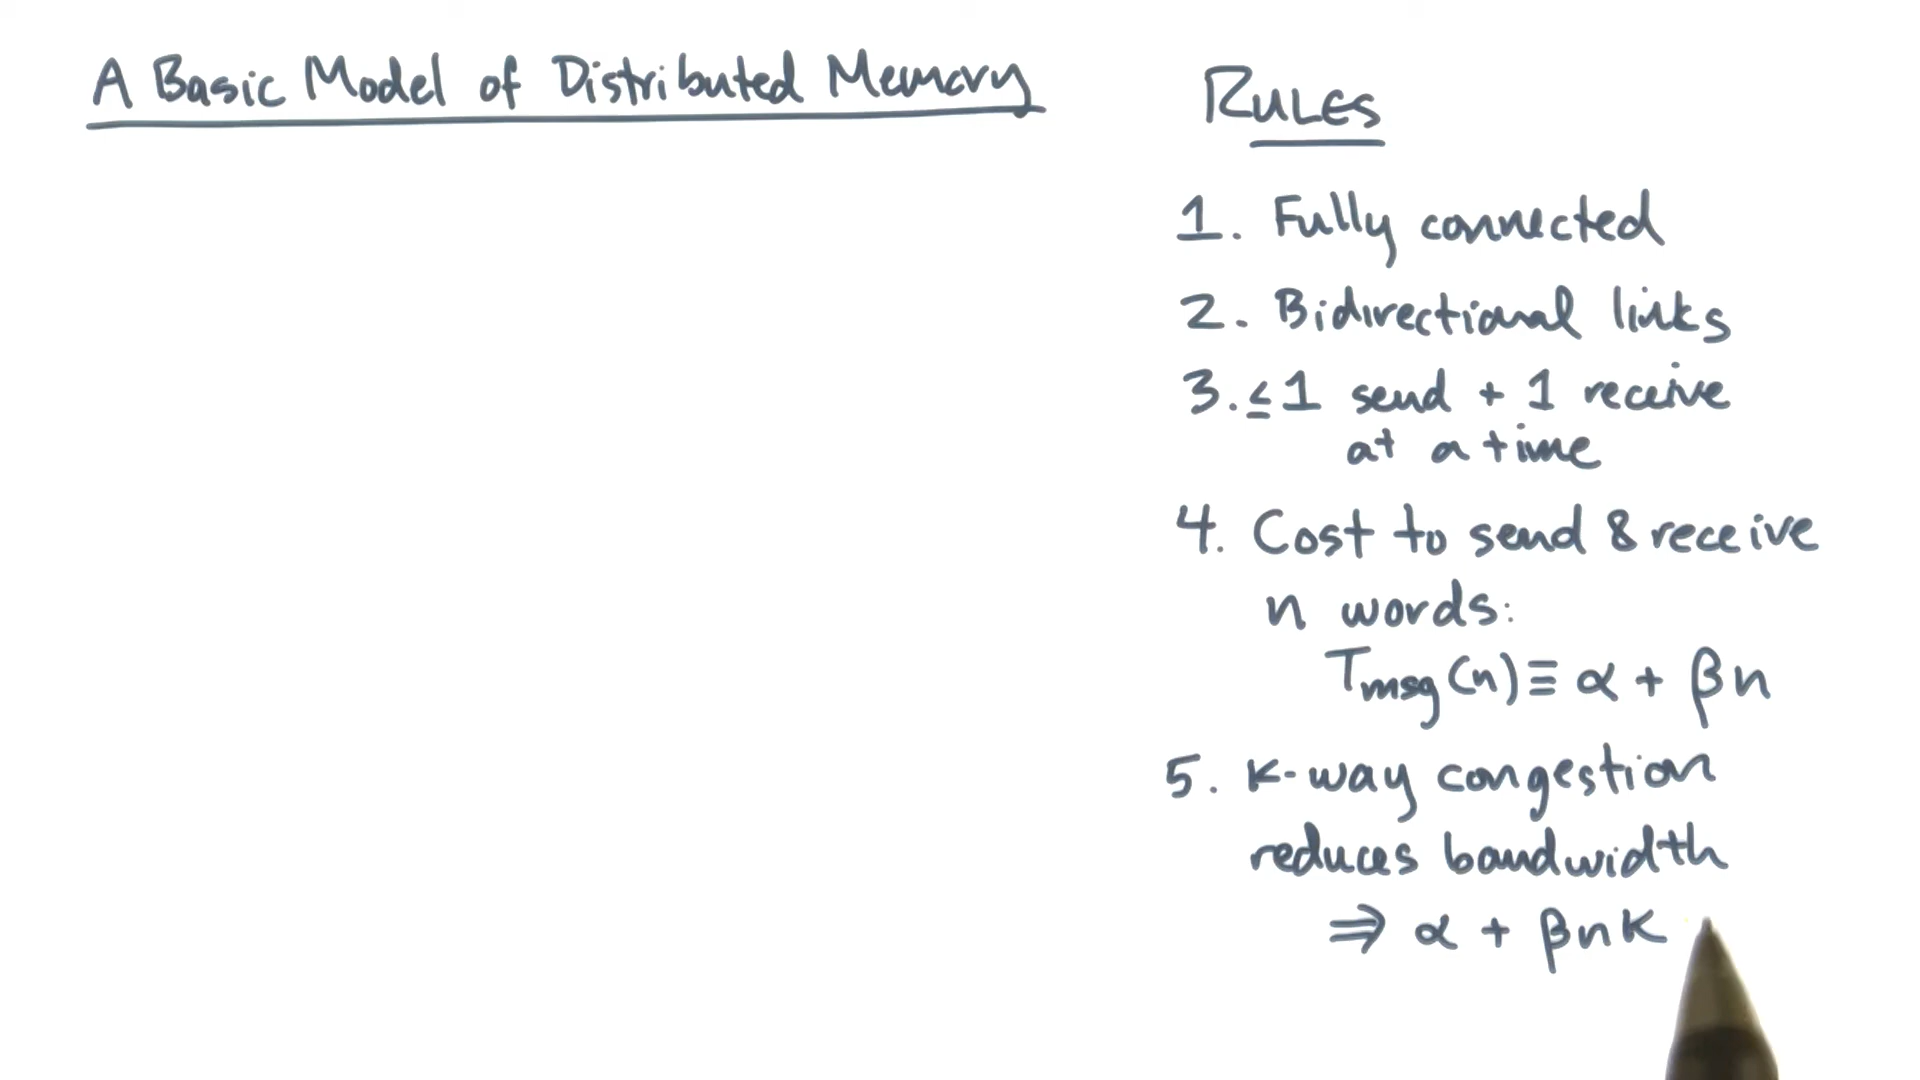 A Basic Model of Distributed Memory
RULES
1. Fully connected
2. Bidirectional links
3. ≤1 send + 1 receive
at a time
4. Cost to send & receive
n words:
Tmsg(n) ≡ α + βn
5. K-way congestion
reduces bandwidth
⇒ α + βnK